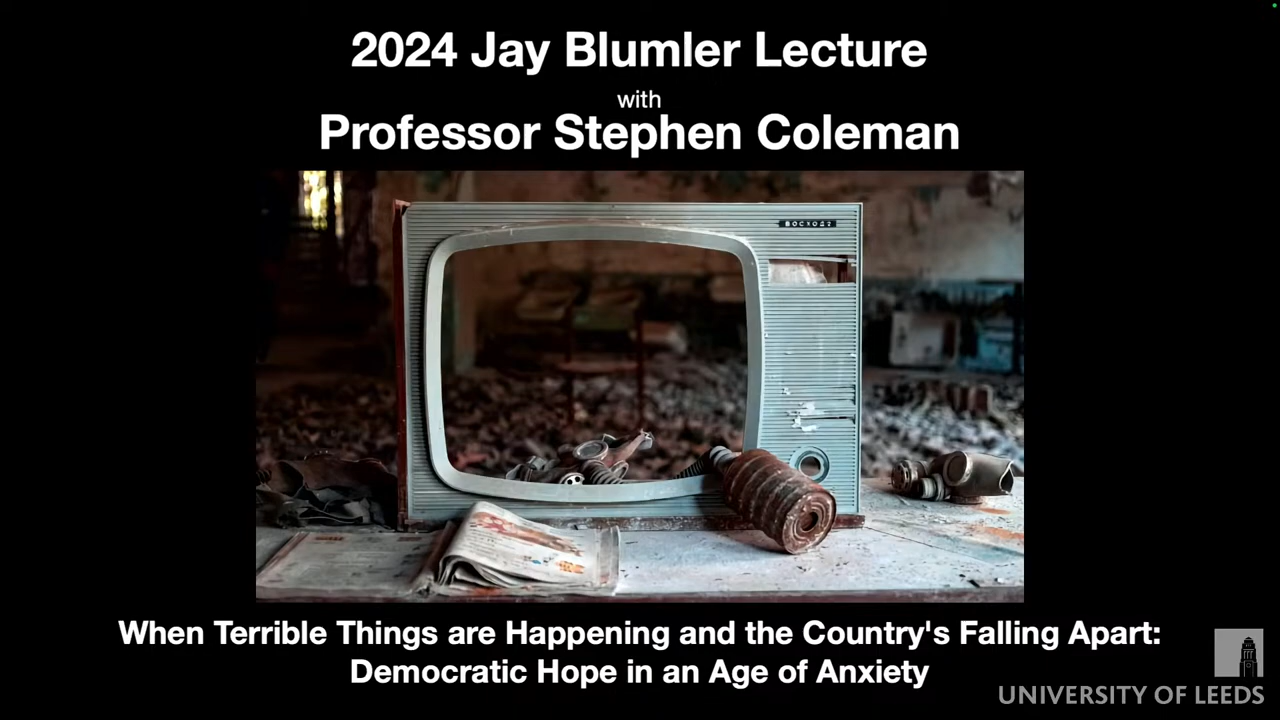 2024 Jay Blumler Lecture
with
Professor Stephen Coleman
When Terrible Things are Happening and the Country's Falling Apart:
Democratic Hope in an Age of Anxiety
UNIVERSITY OF LEEDS